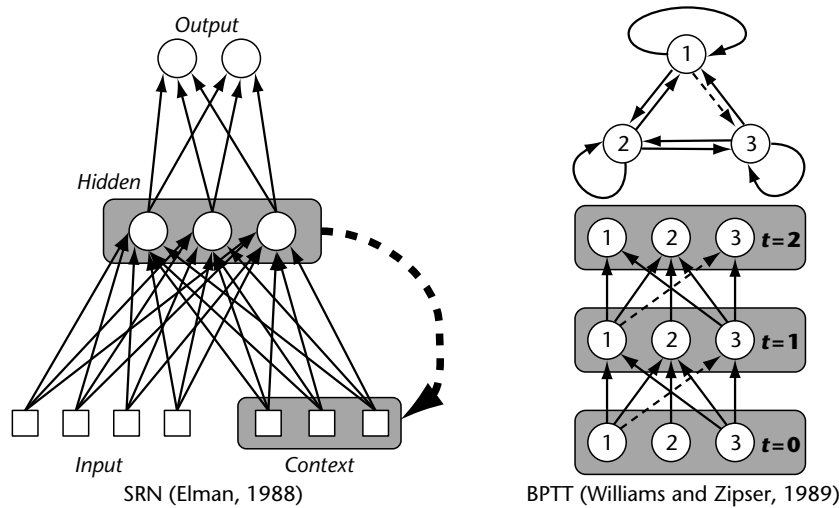 Output
Hidden
Input
Context
SRN (Elman, 1988)
1
2 3
1 2 3 t=2
1 2 3 t=1
1 2 3 t=0
BPTT (Williams and Zipser, 1989)